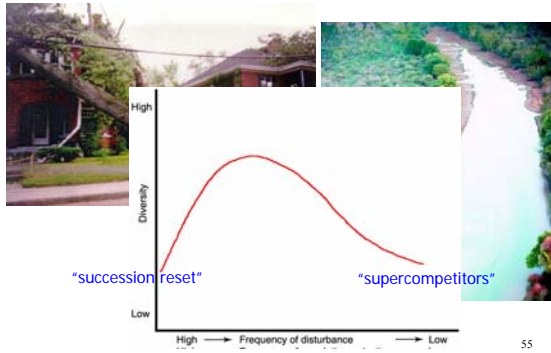 High
Diversity
"succession reset"
"supercompetitors"
Low
High → Frequency of disturbance → Low
55